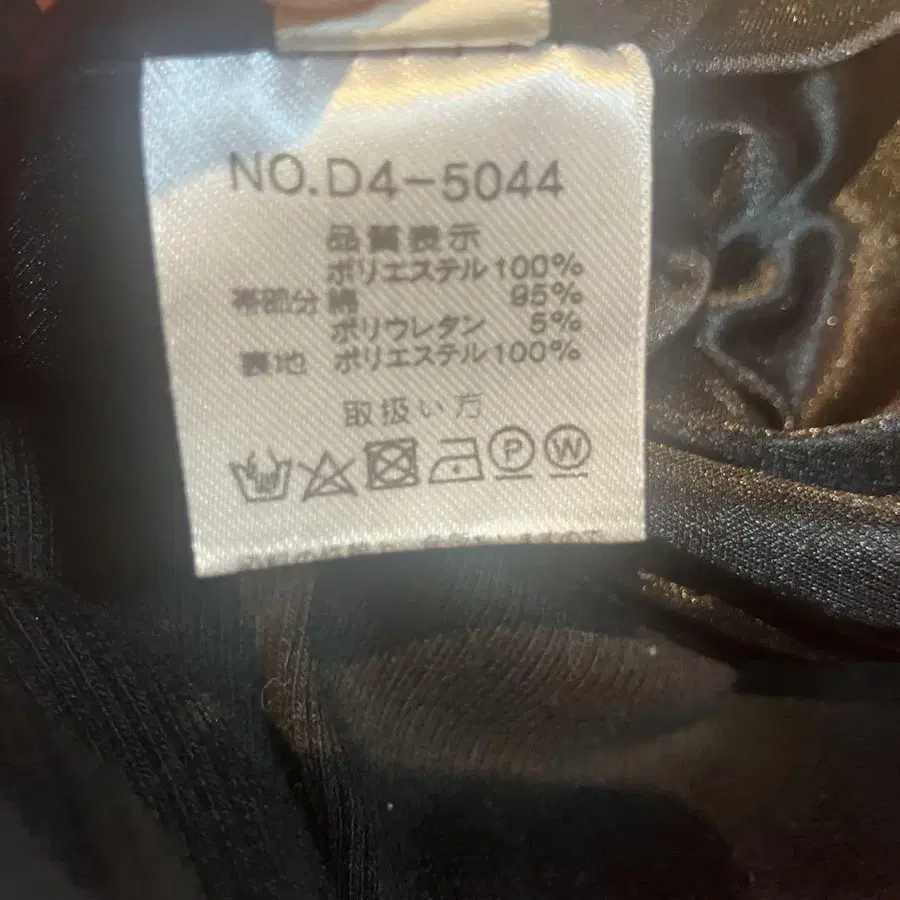 NO.D4-5044
品質表示
ポリエステル100%
帯部分 綿 95%
ポリウレタン 5%
裏地 ポリエステル100%
取扱い方
P W